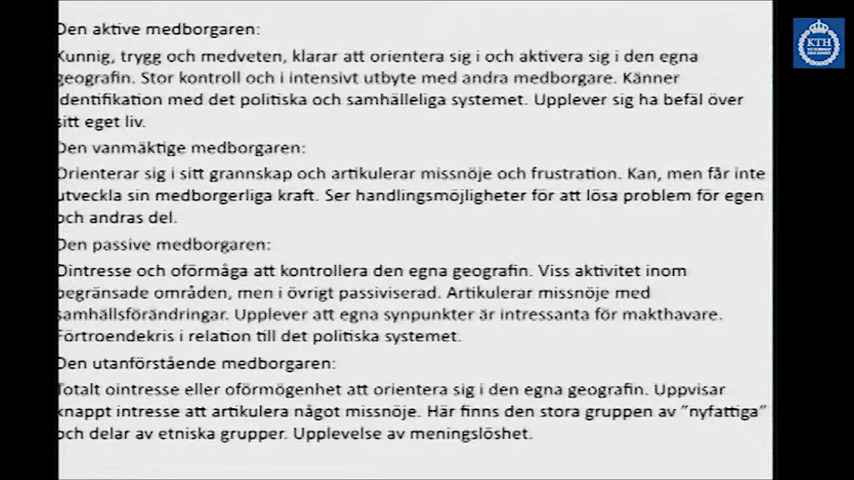 Den aktive medborgaren:
Kunnig, trygg och medveten, klarar att orientera sig i och aktivera sig i den egna
geografin. Stor kontroll och i intensivt utbyte med andra medborgare. Känner
identifikation med det politiska och samhälleliga systemet. Upplever sig ha befäl över
sitt eget liv.
Den vanmäktige medborgaren:
Orienterar sig i sitt grannskap och artikulerar missnöje och frustration. Kan, men får inte
utveckla sin medborgerliga kraft. Ser handlingsmöjligheter för att lösa problem för egen
och andras del.
Den passive medborgaren:
Ointresse och oförmåga att kontrollera den egna geografin. Viss aktivitet inom
begränsade områden, men i övrigt passiviserad. Artikulerar missnöje med
samhällsförändringar. Upplever att egna synpunkter är intressanta för makthavare.
Förtroendekris i relation till det politiska systemet.
Den utanförstående medborgaren:
Totalt ointresse eller oförmögenhet att orientera sig i den egna geografin. Uppvisar
knappt intresse att artikulera något missnöje. Här finns den stora gruppen av ”nyfattiga”
och delar av etniska grupper. Upplevelse av meningslöshet.
KTH